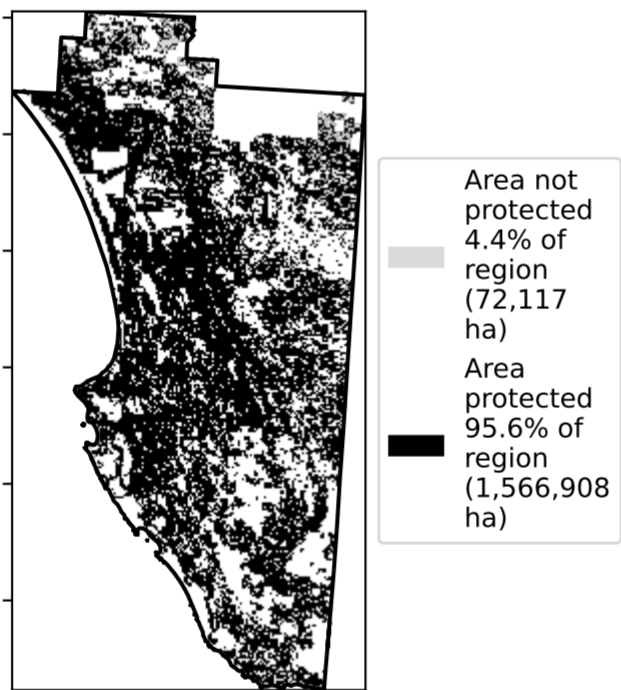 Area not
protected
4.4% of
region
(72,117
ha)
Area
protected
95.6% of
region
(1,566,908
ha)